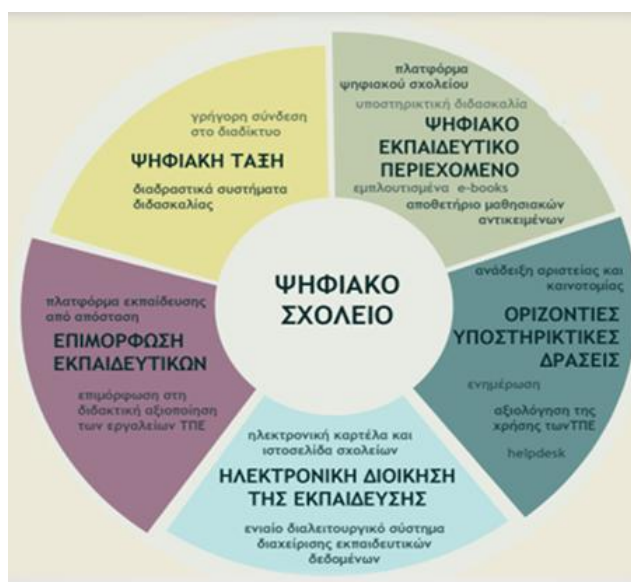 πλατφόρμα
ψηφιακού σχολείου
υποστηρικτική διδασκαλία
ΨΗΦΙΑΚΟ
ΕΚΠΑΙΔΕΥΤΙΚΟ
ΠΕΡΙΕΧΟΜΕΝΟ
εμπλουτισμένα e-books
αποθετήριο μαθησιακών
αντικειμένων
γρήγορη σύνδεση
στο διαδίκτυο
ΨΗΦΙΑΚΗ ΤΑΞΗ
διαδραστικά συστήματα
διδασκαλίας
ΨΗΦΙΑΚΟ
ΣΧΟΛΕΙΟ
ανάδειξη αριστείας και
καινοτομίας
ΟΡΙΖΟΝΤΙΕΣ
ΥΠΟΣΤΗΡΙΚΤΙΚΕΣ
ΔΡΑΣΕΙΣ
ενημέρωση
αξιολόγηση της
χρήσης τωνΤΠΕ
helpdesk
πλατφόρμα εκπαίδευσης
από απόσταση
ΕΠΙΜΟΡΦΩΣΗ
ΕΚΠΑΙΔΕΥΤΙΚΩΝ
επιμόρφωση στη
διδακτική αξιοποίηση
των εργαλείων ΤΠΕ
ηλεκτρονική καρτέλα και
ιστοσελίδα σχολείων
ΗΛΕΚΤΡΟΝΙΚΗ ΔΙΟΙΚΗΣΗ
ΤΗΣ ΕΚΠΑΙΔΕΥΣΗΣ
ενιαίο διαλειτουργικό σύστημα
διαχείρισης εκπαιδευτικών
δεδομένων